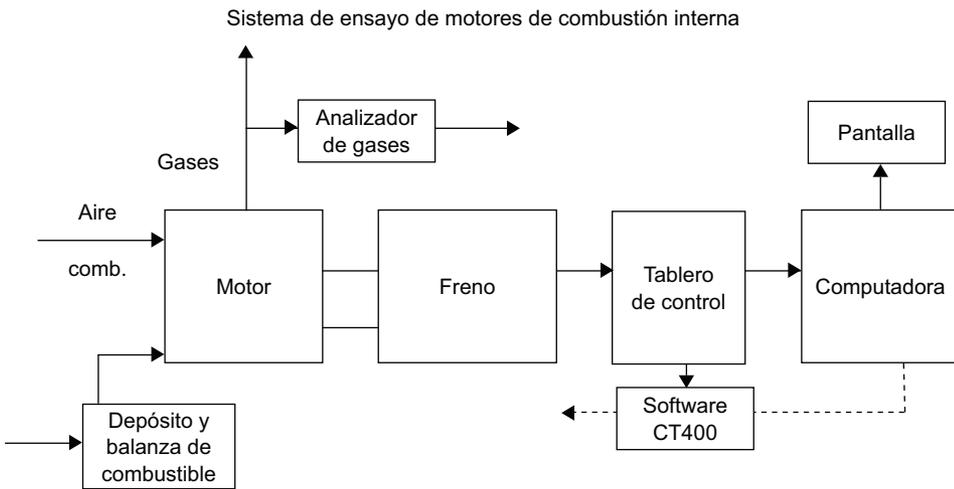 Sistema de ensayo de motores de combustión interna
Analizador
de gases
Pantalla
Gases
Aire
comb.
Motor
Freno
Tablero
de control
Computadora
Depósito y
balanza de
combustible
Software
CT400